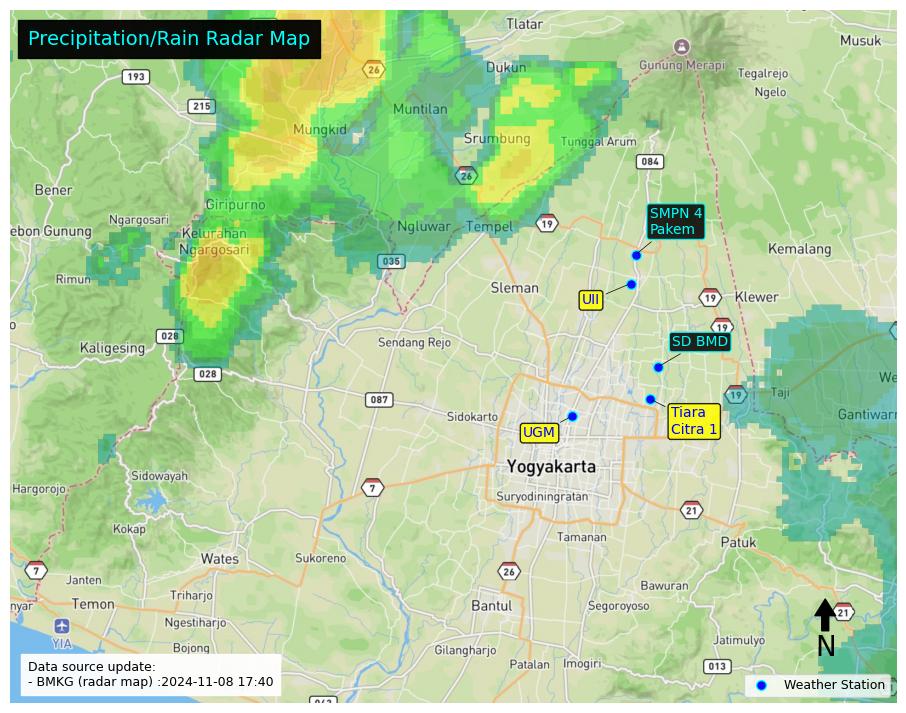 Precipitation/Rain Radar Map
Tlatar
Musuk
26
193
Dukun
Gunung Merapi
Tegalrejo
Ngelo
215
Muntilan
Mungkid
Srumbung
Tunggal Arum
084
26
Bener
Giripurno
Ngargosari
SMPN 4
Pakem
ebon Gunung
Kelurahan
Ngargosari
Ngluwar
Tempel
19
Kemalang
035
Rimun
Sleman
UII
19
Klewer
19
028
Kaligesing
Sendang Rejo
SD BMD
028
We
087
19
Taji
Sidokarto
Tiara
Citra 1
Gantiwarn
UGM
Yogyakarta
Sidowayah
Hargorojo
7
Suryodiningratan
21
Kokap
Tamanan
Patuk
Wates
Sukoreno
7
26
Janten
Bawuran
nyar
Temon
Triharjo
Bantul
Segoroyoso
21
Ngestiharjo
YIA
Jatimulyo
N
Bojong
Gilangharjo
Patalan
Imogiri
013
Data source update:
- BMKG (radar map) :2024-11-08 17:40
Weather Station